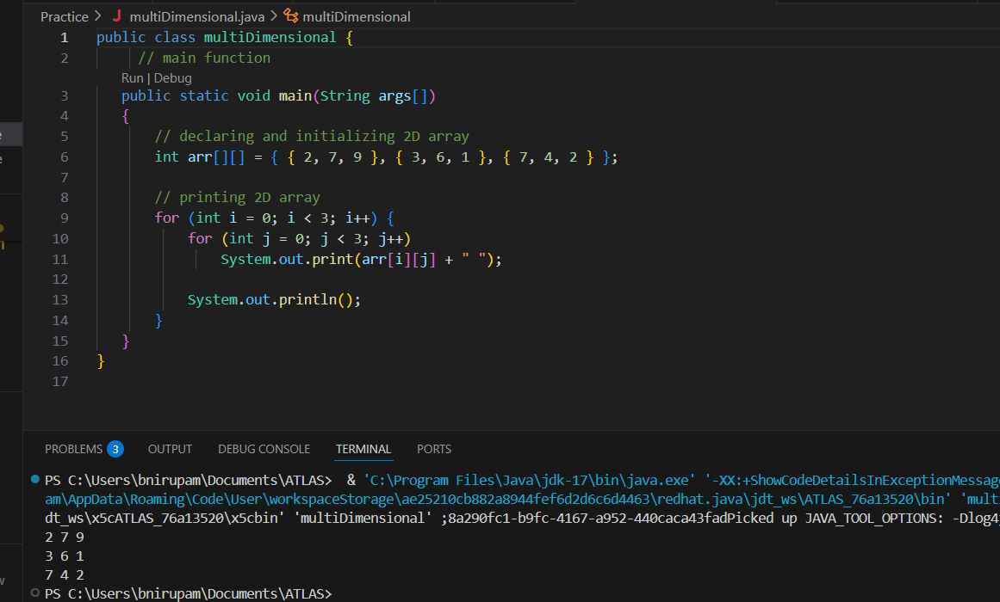 Practice > multiDimensional.java > multiDimensional
1 public class multiDimensional {
2 // main function
Run | Debug
3 public static void main(String args[])
4 {
5 // declaring and initializing 2D array
6 int arr[][] = { { 2, 7, 9 }, { 3, 6, 1 }, { 7, 4, 2 } };
7
8 // printing 2D array
9 for (int i = 0; i < 3; i++) {
10 for (int j = 0; j < 3; j++)
11 System.out.print(arr[i][j] + " ");
12
13 System.out.println();
14 }
15 }
16 }
17
PROBLEMS 3 OUTPUT DEBUG CONSOLE TERMINAL PORTS
PS C:\Users\bnirupam\Documents\ATLAS> & 'C:\Program Files\Java\jdk-17\bin\java.exe' '-XX:+ShowCodeDetailsInExceptionMessage
am\AppData\Roaming\Code\User\workspaceStorage\ae25210cb882a8944fef6d2d6c6d4463\redhat.java\jdt_ws\ATLAS_76a13520\bin' 'mult
dt_ws\x5cATLAS_76a13520\x5cbin' 'multiDimensional' ;8a290fc1-b9fc-4167-a952-440caca43fadPicked up JAVA_TOOL_OPTIONS: -Dlog4
2 7 9
3 6 1
7 4 2
PS C:\Users\bnirupam\Documents\ATLAS>